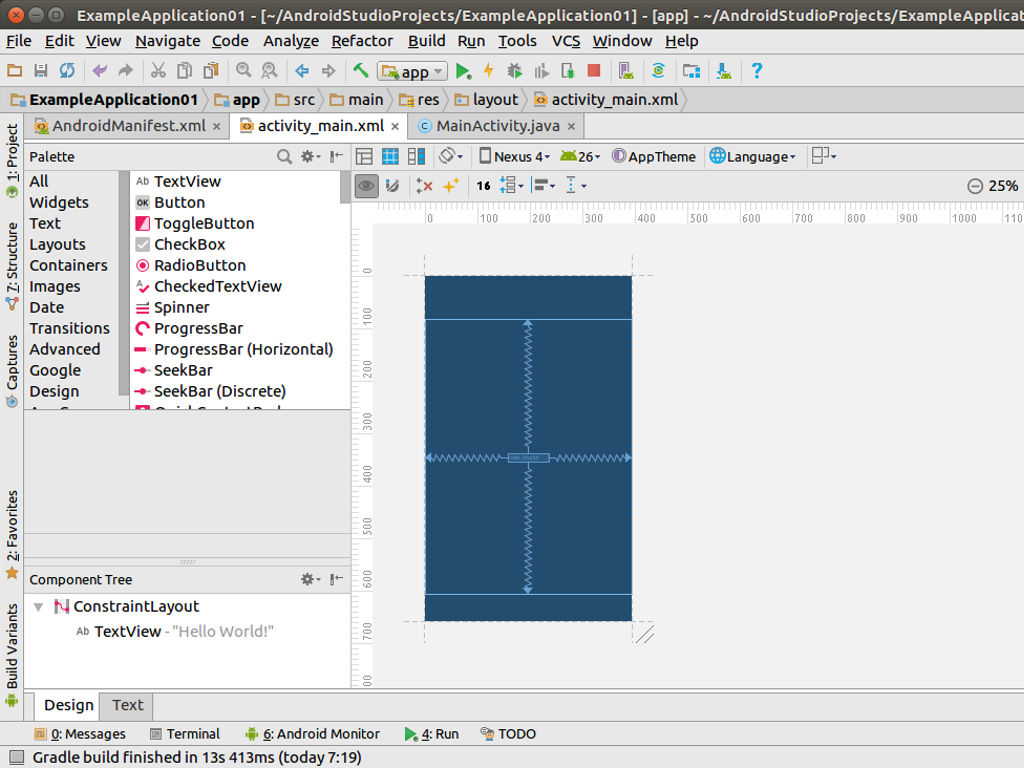 ExampleApplication01 - [~/AndroidStudioProjects/ExampleApplication01] - [app] - ~/AndroidStudioProjects/ExampleApplicat
File Edit View Navigate Code Analyze Refactor Build Run Tools VCS Window Help
app
ExampleApplication01 app src main res layout activity_main.xml
AndroidManifest.xml activity_main.xml MainActivity.java
1: Project
7: Structure
Captures
2: Favorites
Build Variants
Palette
Nexus 4 26 AppTheme Language
16 25%
All
Widgets
Text
Layouts
Containers
Images
Date
Transitions
Advanced
Google
Design
Ab TextView
OK Button
ToggleButton
CheckBox
RadioButton
CheckedTextView
Spinner
ProgressBar
ProgressBar (Horizontal)
SeekBar
SeekBar (Discrete)
0 100 200 300 400 500 600 700 800 900 1000 110
0
100
200
300
400
500
600
700
00
Hello World!
Component Tree
ConstraintLayout
Ab TextView - "Hello World!"
Design Text
0: Messages Terminal 6: Android Monitor 4: Run TODO
Gradle build finished in 13s 413ms (today 7:19)